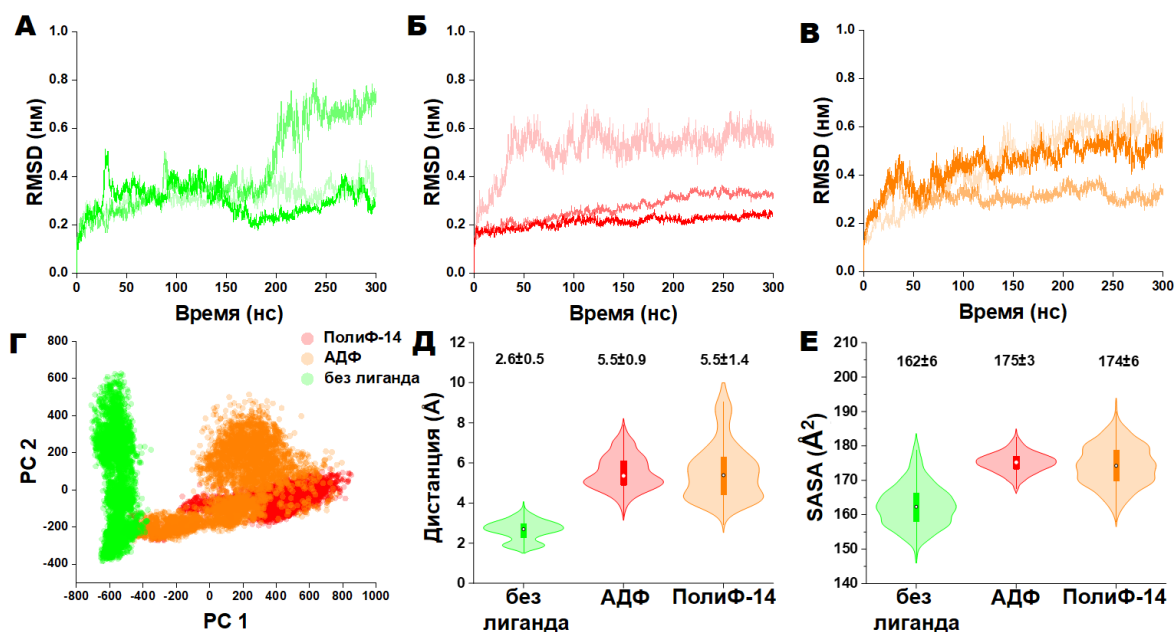 А
RMSD (нм)
1.0
0.8
0.6
0.4
0.2
0.0
0 50 100 150 200 250 300
Время (нс)
Б
RMSD (нм)
1.0
0.8
0.6
0.4
0.2
0.0
0 50 100 150 200 250 300
Время (нс)
В
RMSD (нм)
1.0
0.8
0.6
0.4
0.2
0.0
0 50 100 150 200 250 300
Время (нс)
Г
ПолиФ-14
АДФ
без лиганда
PC 2
800
600
400
200
0
-200
-400
-800 -600 -400 -200 0 200 400 600 800 1000
PC 1
Д
Дистанция (Å)
12
10
8
6
4
2
0
2.6±0.5 5.5±0.9 5.5±1.4
без АДФ ПолиФ-14
лиганда
Е
SASA (Å²)
210
200
190
180
170
160
150
140
162±6 175±3 174±6
без АДФ ПолиФ-14
лиганда